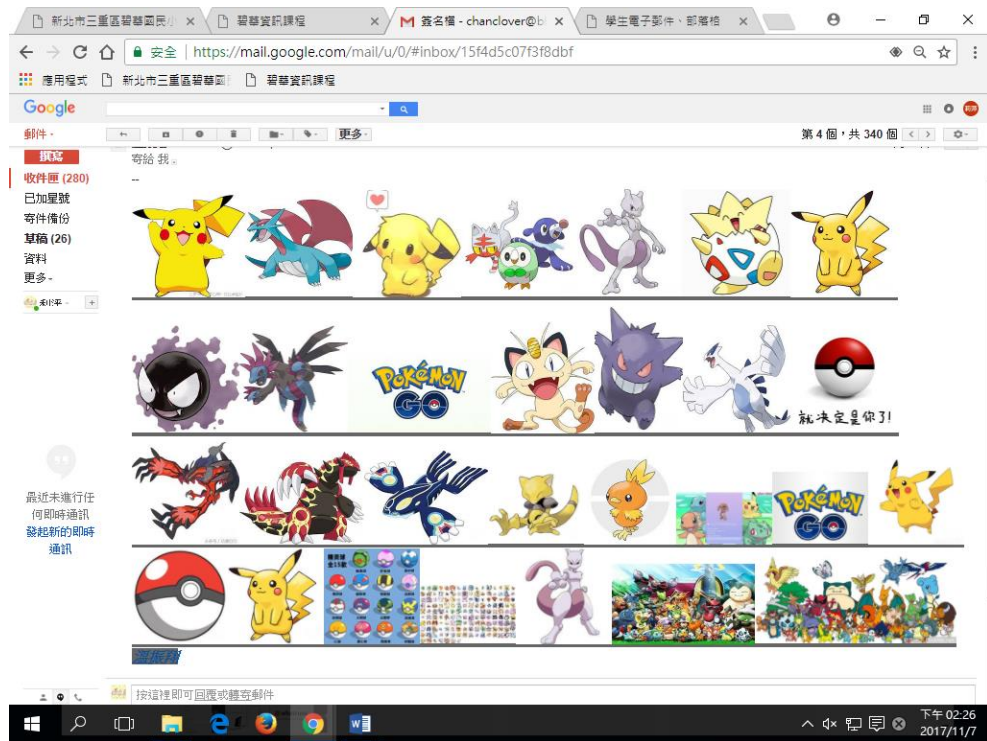 新北市三重區碧華國民小
碧華資訊課程
簽名檔 - chanclover@b
學生電子郵件、部落格
安全 | https://mail.google.com/mail/u/0/#inbox/15f4d5c07f3f8dbf
應用程式
新北市三重區碧華國
碧華資訊課程
Google
郵件
更多
第 4 個，共 340 個
撰寫
寄給 我
收件匣 (280)
--
已加星號
寄件備份
草稿 (26)
資料
更多
POKéMON
GO
就决定是你了!
最近未進行任
何即時通訊
發起新的即時
通訊
POKéMON
GO
按這裡即可回覆或轉寄郵件
下午 02:26
2017/11/7